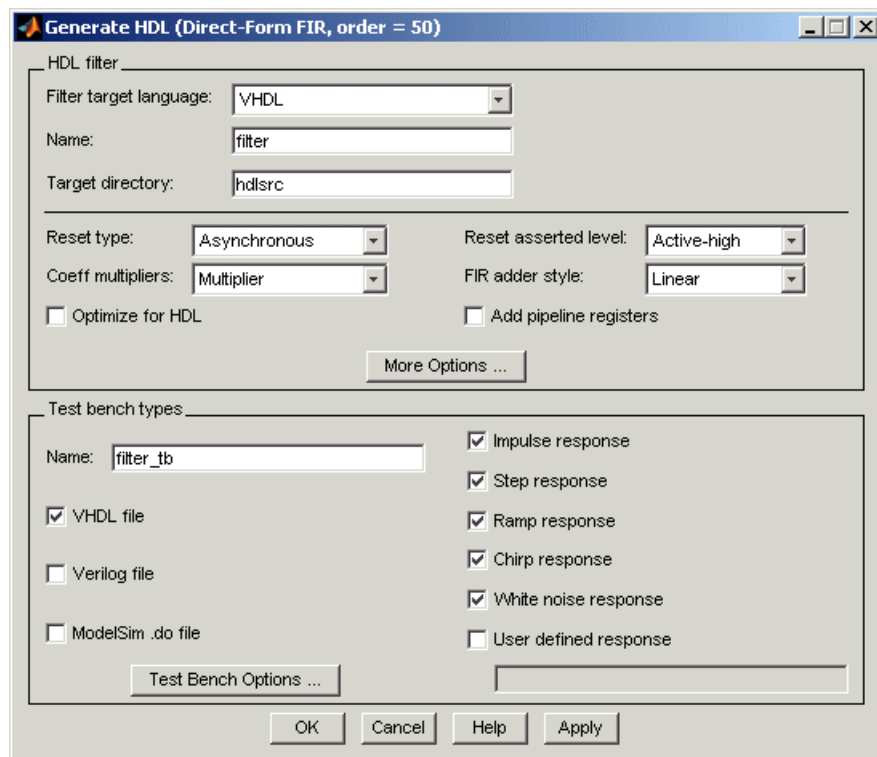 Generate HDL (Direct-Form FIR, order = 50)
HDL filter
Filter target language: VHDL
Name: filter
Target directory: hdlsrc
Reset type: Asynchronous Reset asserted level: Active-high
Coeff multipliers: Multiplier FIR adder style: Linear
Optimize for HDL Add pipeline registers
More Options ...
Test bench types
Name: filter_tb
Impulse response
Step response
VHDL file
Ramp response
Chirp response
Verilog file
White noise response
ModelSim .do file
User defined response
Test Bench Options ...
OK Cancel Help Apply